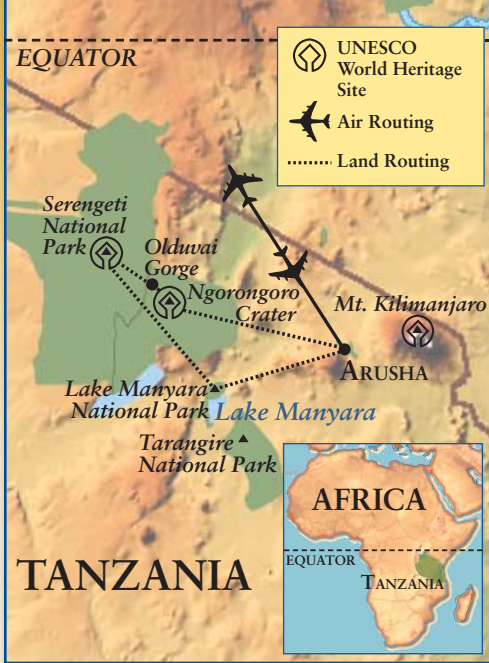 EQUATOR
UNESCO
World Heritage
Site
Air Routing
Land Routing
Serengeti
National
Park
Olduvai
Gorge
Ngorongoro
Crater
Mt. Kilimanjaro
ARUSHA
Lake Manyara
National Park
Lake Manyara
Tarangire
National Park
TANZANIA
AFRICA
EQUATOR
TANZANIA